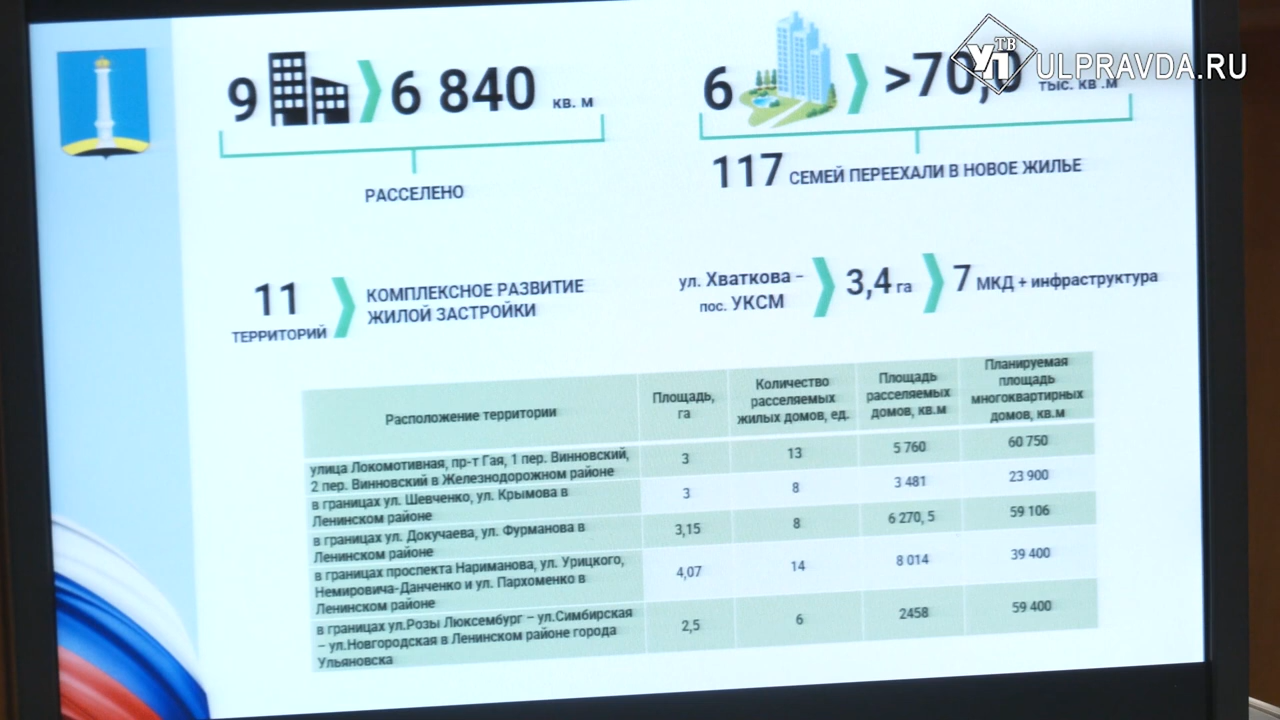 УП ТВ ULPRAVDA.RU
9 6 840 кв. м
РАССЕЛЕНО
6 >70,0 тыс. кв .м
117 СЕМЕЙ ПЕРЕЕХАЛИ В НОВОЕ ЖИЛЬЕ
11
ТЕРРИТОРИЙ
КОМПЛЕКСНОЕ РАЗВИТИЕ
ЖИЛОЙ ЗАСТРОЙКИ
ул. Хваткова –
пос. УКСМ
3,4 га
7 МКД + инфраструктура
Расположение территории
Площадь,
га
Количество
расселяемых
жилых домов, ед.
Площадь
расселяемых
домов, кв.м
Планируемая
площадь
многоквартирных
домов, кв.м
улица Локомотивная, пр-т Гая, 1 пер. Винновский,
2 пер. Винновский в Железнодорожном районе
3
13
5 760
60 750
в границах ул. Шевченко, ул. Крымова в
Ленинском районе
3
8
3 481
23 900
в границах ул. Докучаева, ул. Фурманова в
Ленинском районе
3,15
8
6 270, 5
59 106
в границах проспекта Нариманова, ул. Урицкого,
Немировича-Данченко и ул. Пархоменко в
Ленинском районе
4,07
14
8 014
39 400
в границах ул.Розы Люксембург – ул.Симбирская
– ул.Новгородская в Ленинском районе города
Ульяновска
2,5
6
2458
59 400